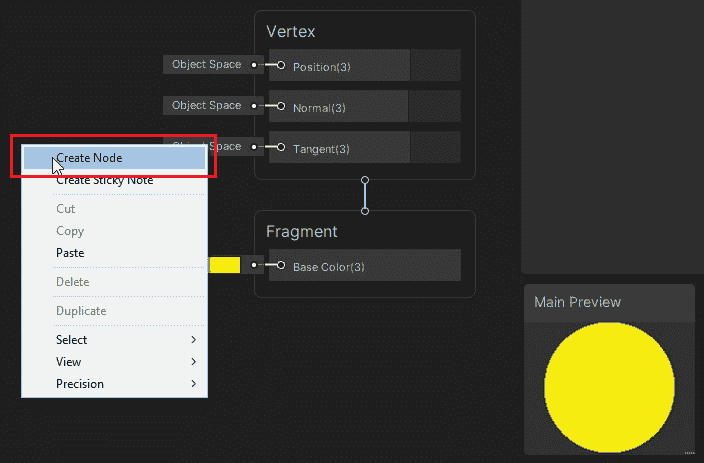 Vertex
Object Space
Position(3)
Object Space
Normal(3)
Object Space
Tangent(3)
Create Node
Create Sticky Note
Cut
Copy
Paste
Delete
Duplicate
Select
View
Precision
Fragment
Base Color(3)
Main Preview